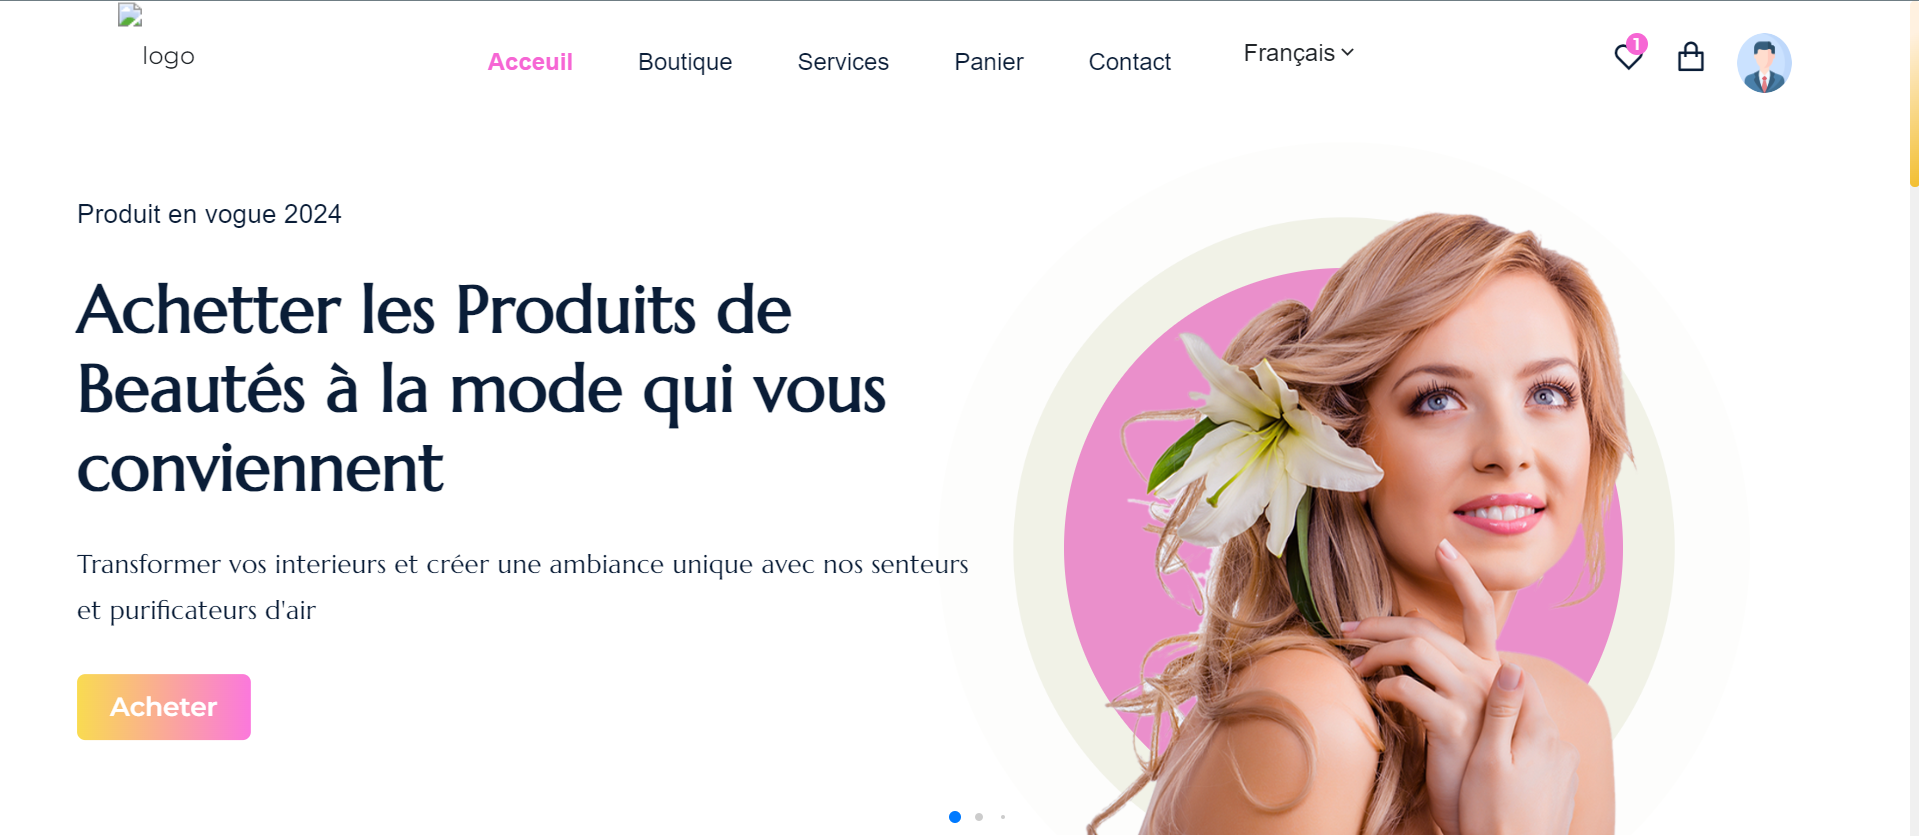 logo
Acceuil Boutique Services Panier Contact Français
1
Produit en vogue 2024
Achetter les Produits de
Beautés à la mode qui vous
conviennent
Transformer vos interieurs et créer une ambiance unique avec nos senteurs
et purificateurs d'air
Acheter